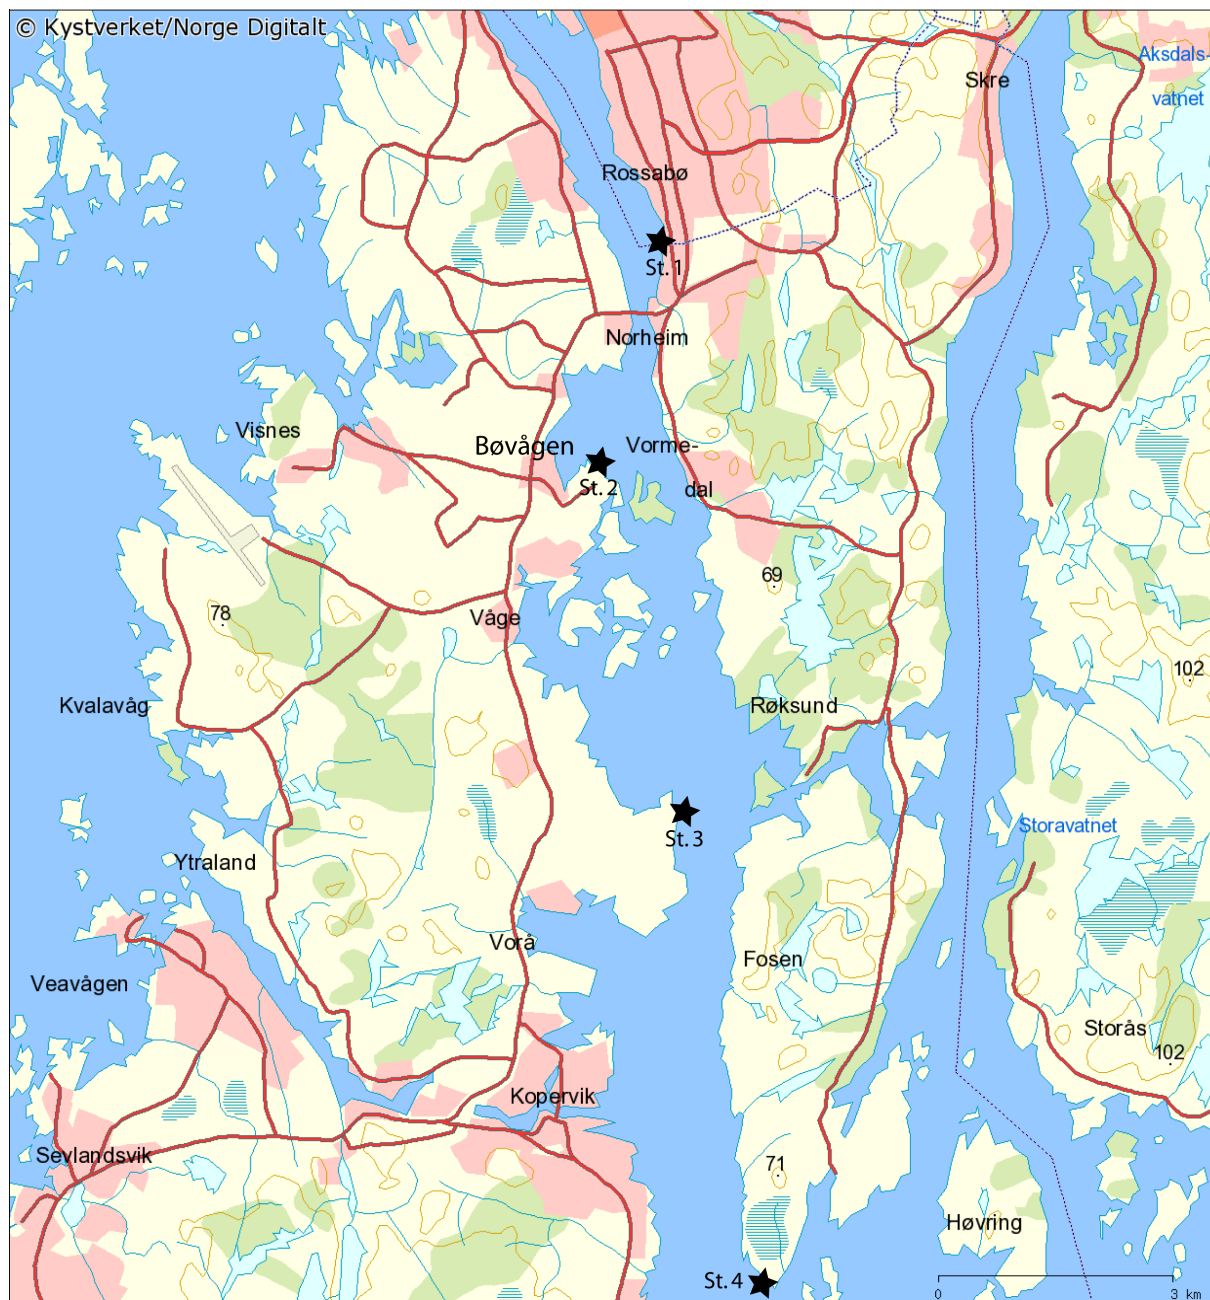 © Kystverket/Norge Digitalt
Aksdals-
vatnet
Skre
Rossabø
St. 1
Norheim
Visnes
Bøvågen
Vorme-
dal
St. 2
69
78
Våge
102
Kvalavåg
Røksund
Storavatnet
St. 3
Ytraland
Vorå
Fosen
Veavågen
Storås
102
Kopervik
Sevlandsvik
71
Høvring
St. 4
0 3 km